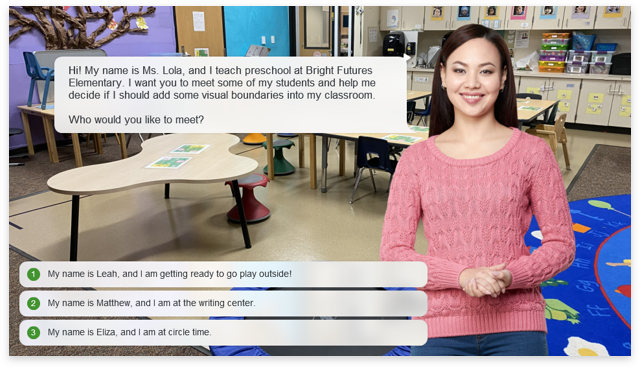 Hi! My name is Ms. Lola, and I teach preschool at Bright Futures
Elementary. I want you to meet some of my students and help me
decide if I should add some visual boundaries into my classroom.
Who would you like to meet?
1 My name is Leah, and I am getting ready to go play outside!
2 My name is Matthew, and I am at the writing center.
3 My name is Eliza, and I am at circle time.